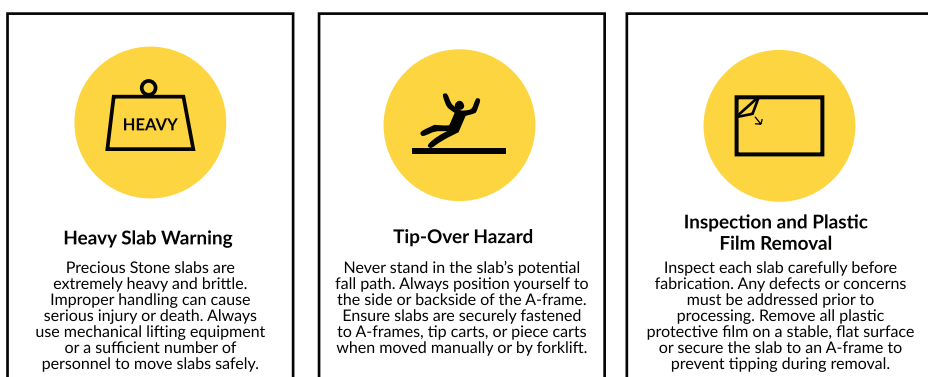 HEAVY
Heavy Slab Warning
Precious Stone slabs are
extremely heavy and brittle.
Improper handling can cause
serious injury or death. Always
use mechanical lifting equipment
or a sufficient number of
personnel to move slabs safely.
Tip-Over Hazard
Never stand in the slab's potential
fall path. Always position yourself to
the side or backside of the A-frame.
Ensure slabs are securely fastened
to A-frames, tip carts, or piece carts
when moved manually or by forklift.
Inspection and Plastic
Film Removal
Inspect each slab carefully before
fabrication. Any defects or concerns
must be addressed prior to
processing. Remove all plastic
protective film on a stable, flat surface
or secure the slab to an A-frame to
prevent tipping during removal.